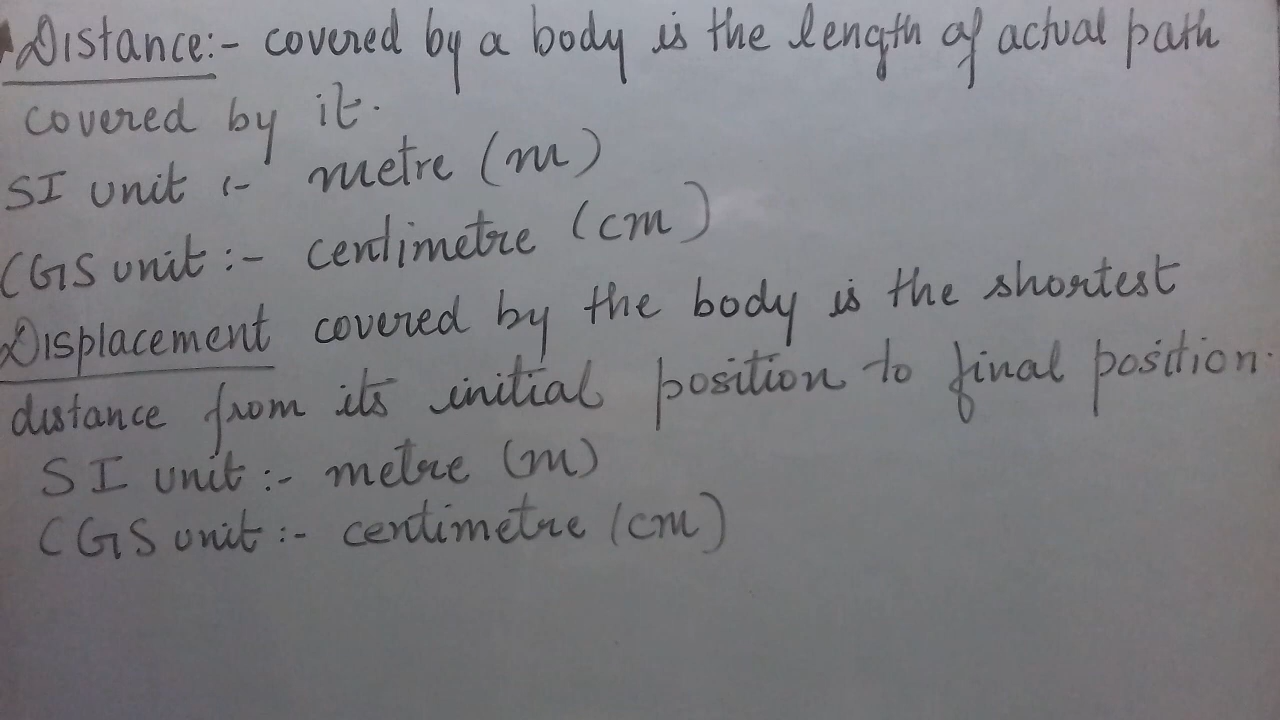 Distance:- covered by a body is the length of actual path
covered by it.
SI unit :- metre (m)
CGS unit :- centimetre (cm)
Displacement covered by the body is the shortest
distance from its initial position to final position.
SI unit :- metre (m)
CGS unit :- centimetre (cm)